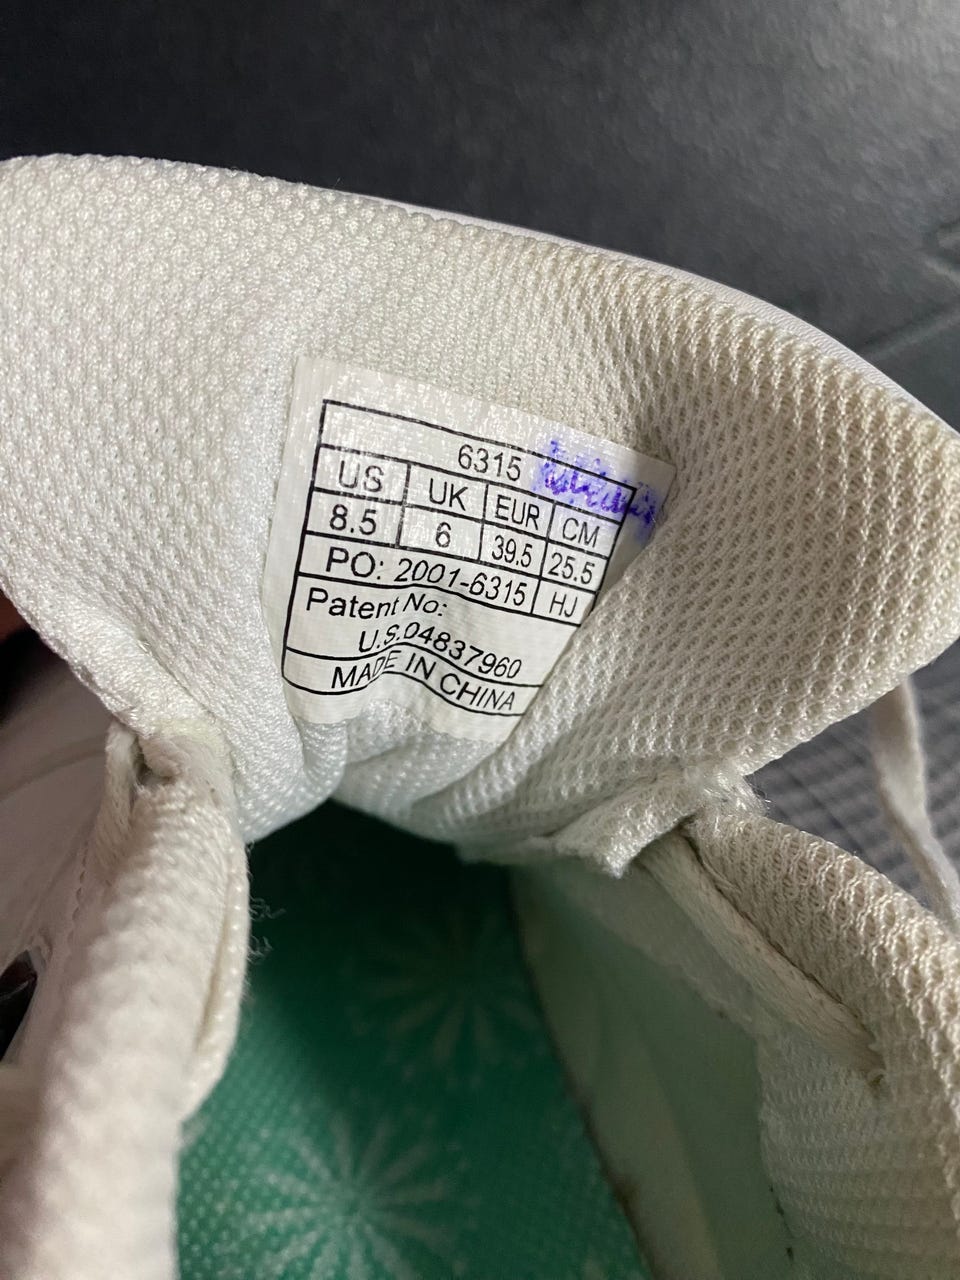 6315
US UK EUR CM
8.5 6 39.5 25.5
PO: 2001-6315 HJ
Patent No:
U.S.04837960
MADE IN CHINA